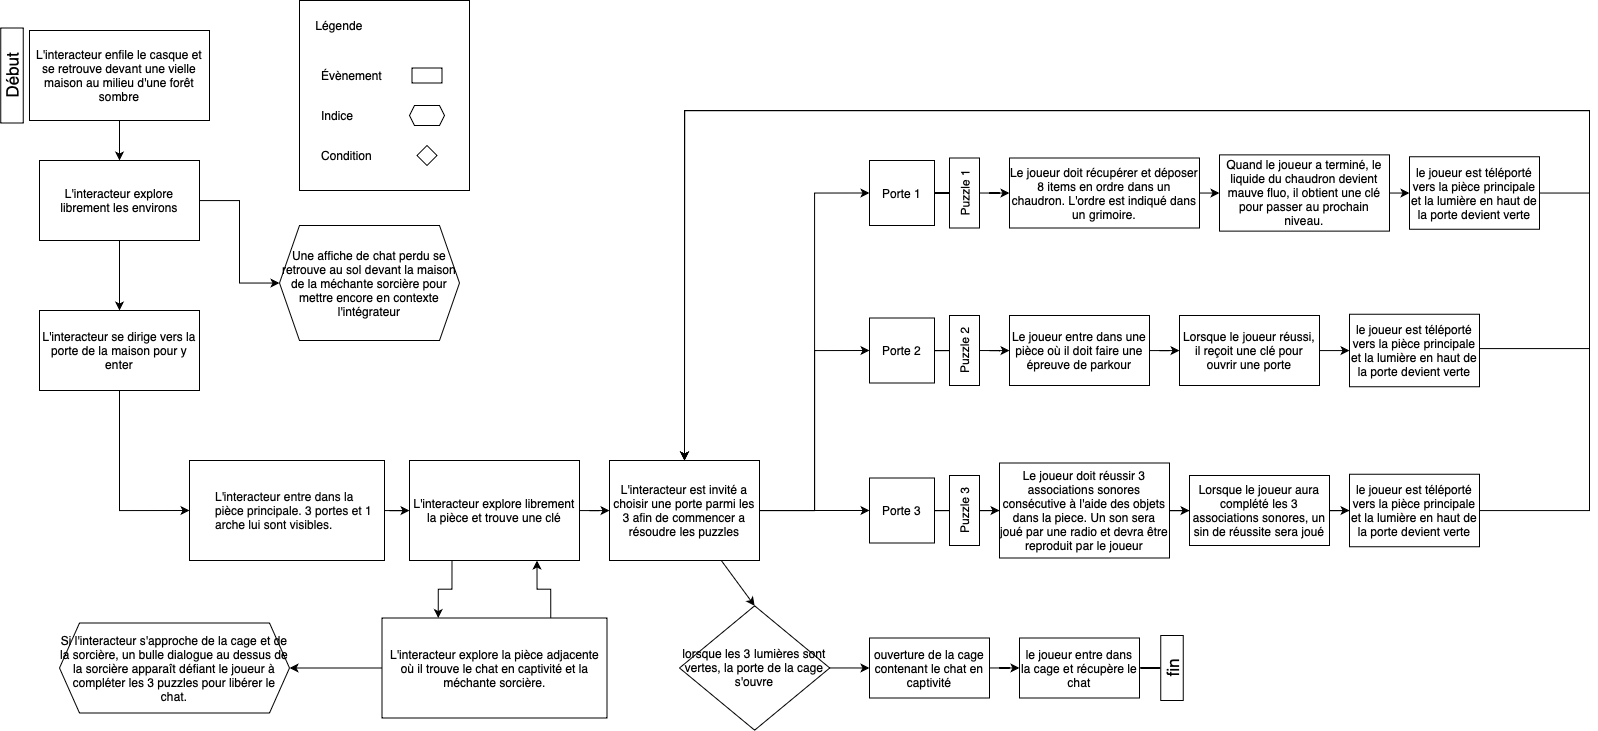 Début
L'interacteur enfile le casque et
se retrouve devant une vielle
maison au milieu d'une forêt
sombre
Légende
Évènement
Indice
Condition
L'interacteur explore
librement les environs
Une affiche de chat perdu se
retrouve au sol devant la maison
de la méchante sorcière pour
mettre encore en contexte
l'intégrateur
L'interacteur se dirige vers la
porte de la maison pour y
enter
L'interacteur entre dans la
pièce principale. 3 portes et 1
arche lui sont visibles.
L'interacteur explore librement
la pièce et trouve une clé
L'interacteur explore la pièce adjacente
où il trouve le chat en captivité et la
méchante sorcière.
Si l'interacteur s'approche de la cage et de
la sorcière, un bulle dialogue au dessus de
la sorcière apparaît défiant le joueur à
compléter les 3 puzzles pour libérer le
chat.
L'interacteur est invité a
choisir une porte parmi les
3 afin de commencer a
résoudre les puzzles
Porte 1
Puzzle 1
Le joueur doit récupérer et déposer
8 items en ordre dans un
chaudron. L'ordre est indiqué dans
un grimoire.
Quand le joueur a terminé, le
liquide du chaudron devient
mauve fluo, il obtient une clé
pour passer au prochain
niveau.
le joueur est téléporté
vers la pièce principale
et la lumière en haut de
la porte devient verte
Porte 2
Puzzle 2
Le joueur entre dans une
pièce où il doit faire une
épreuve de parkour
Lorsque le joueur réussi,
il reçoit une clé pour
ouvrir une porte
le joueur est téléporté
vers la pièce principale
et la lumière en haut de
la porte devient verte
Porte 3
Puzzle 3
Le joueur doit réussir 3
associations sonores
consécutive à l'aide des objets
dans la piece. Un son sera
joué par une radio et devra être
reproduit par le joueur
Lorsque le joueur aura
complété les 3
associations sonores, un
sin de réussite sera joué
le joueur est téléporté
vers la pièce principale
et la lumière en haut de
la porte devient verte
lorsque les 3 lumières sont
vertes, la porte de la cage
s'ouvre
ouverture de la cage
contenant le chat en
captivité
le joueur entre dans
la cage et récupère le
chat
fin